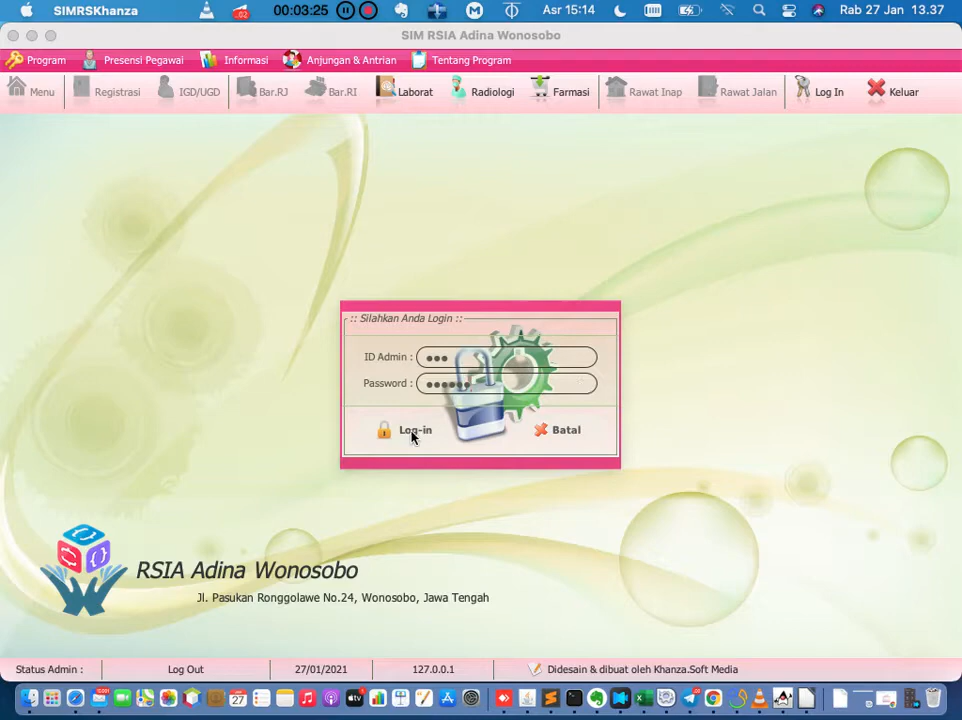 SIMRSKhanza 00:03:25 Asr 15:14 Rab 27 Jan 13.37
SIM RSIA Adina Wonosobo
Program Presensi Pegawai Informasi Anjungan & Antrian Tentang Program
Menu Registrasi IGD/UGD Bar.RJ Bar.RI Laborat Radiologi Farmasi Rawat Inap Rawat Jalan Log In Keluar
:: Silahkan Anda Login ::
ID Admin :
Password :
Log-in Batal
RSIA Adina Wonosobo
Jl. Pasukan Ronggolawe No.24, Wonosobo, Jawa Tengah
Status Admin : Log Out 27/01/2021 127.0.0.1 Didesain & dibuat oleh Khanza.Soft Media